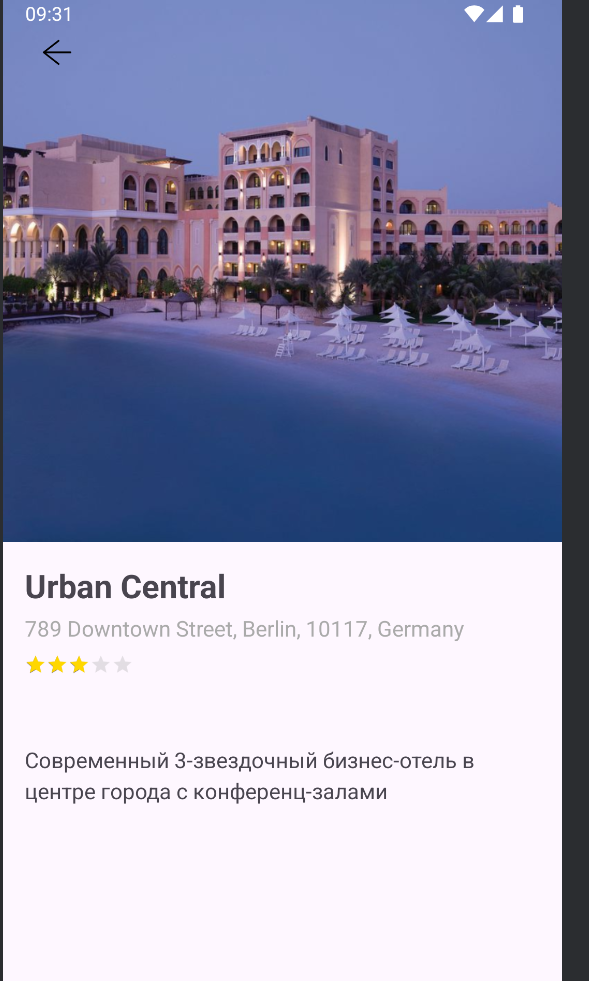 09:31
Urban Central
789 Downtown Street, Berlin, 10117, Germany
Современный 3-звездочный бизнес-отель в
центре города с конференц-залами